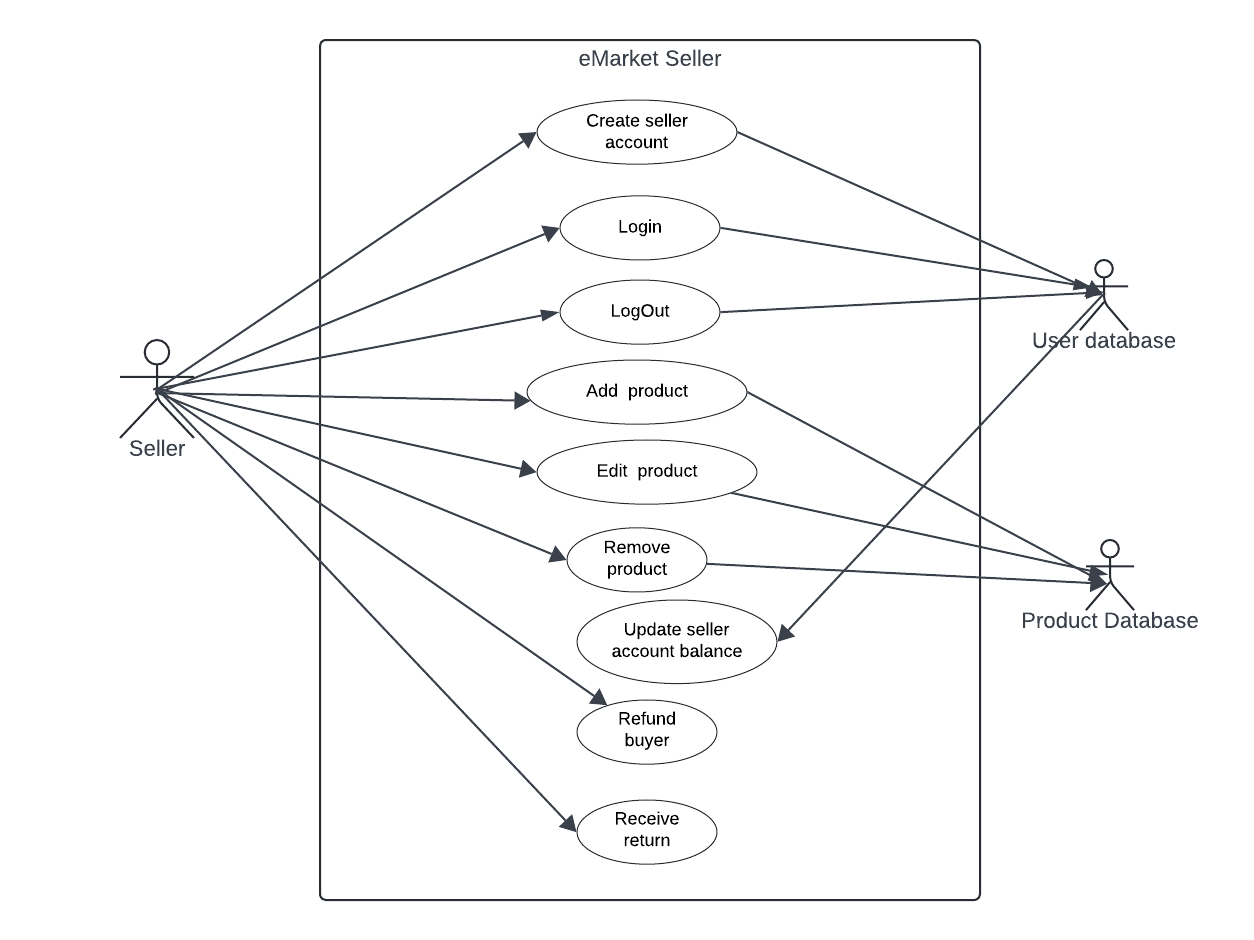 eMarket Seller
Create seller
account
Login
LogOut
Add  product
Edit  product
Remove
product
Update seller
account balance
Refund
buyer
Receive
return
Seller
User database
Product Database